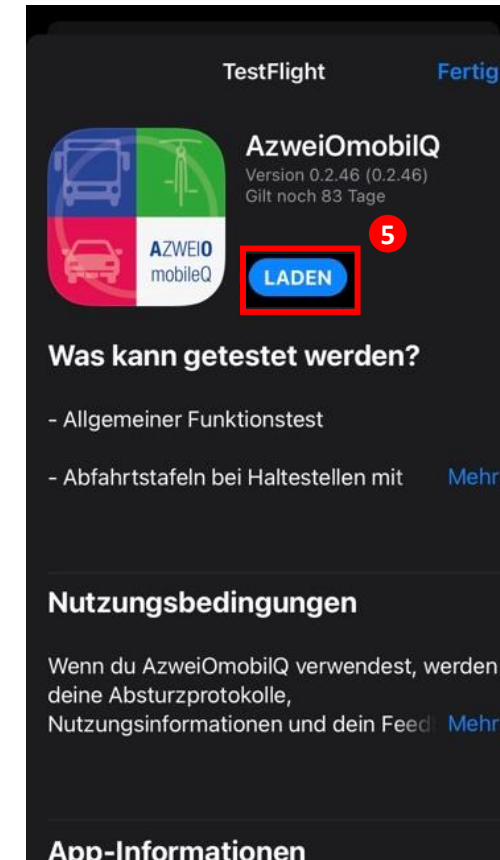 TestFlight
Fertig
AZWEIO
mobileQ
AzweiOmobilQ
Version 0.2.46 (0.2.46)
Gilt noch 83 Tage
5
LADEN
Was kann getestet werden?
- Allgemeiner Funktionstest
- Abfahrtstafeln bei Haltestellen mit Mehr
Nutzungsbedingungen
Wenn du AzweiOmobilQ verwendest, werden
deine Absturzprotokolle,
Nutzungsinformationen und dein Feed Mehr
App-Informationen